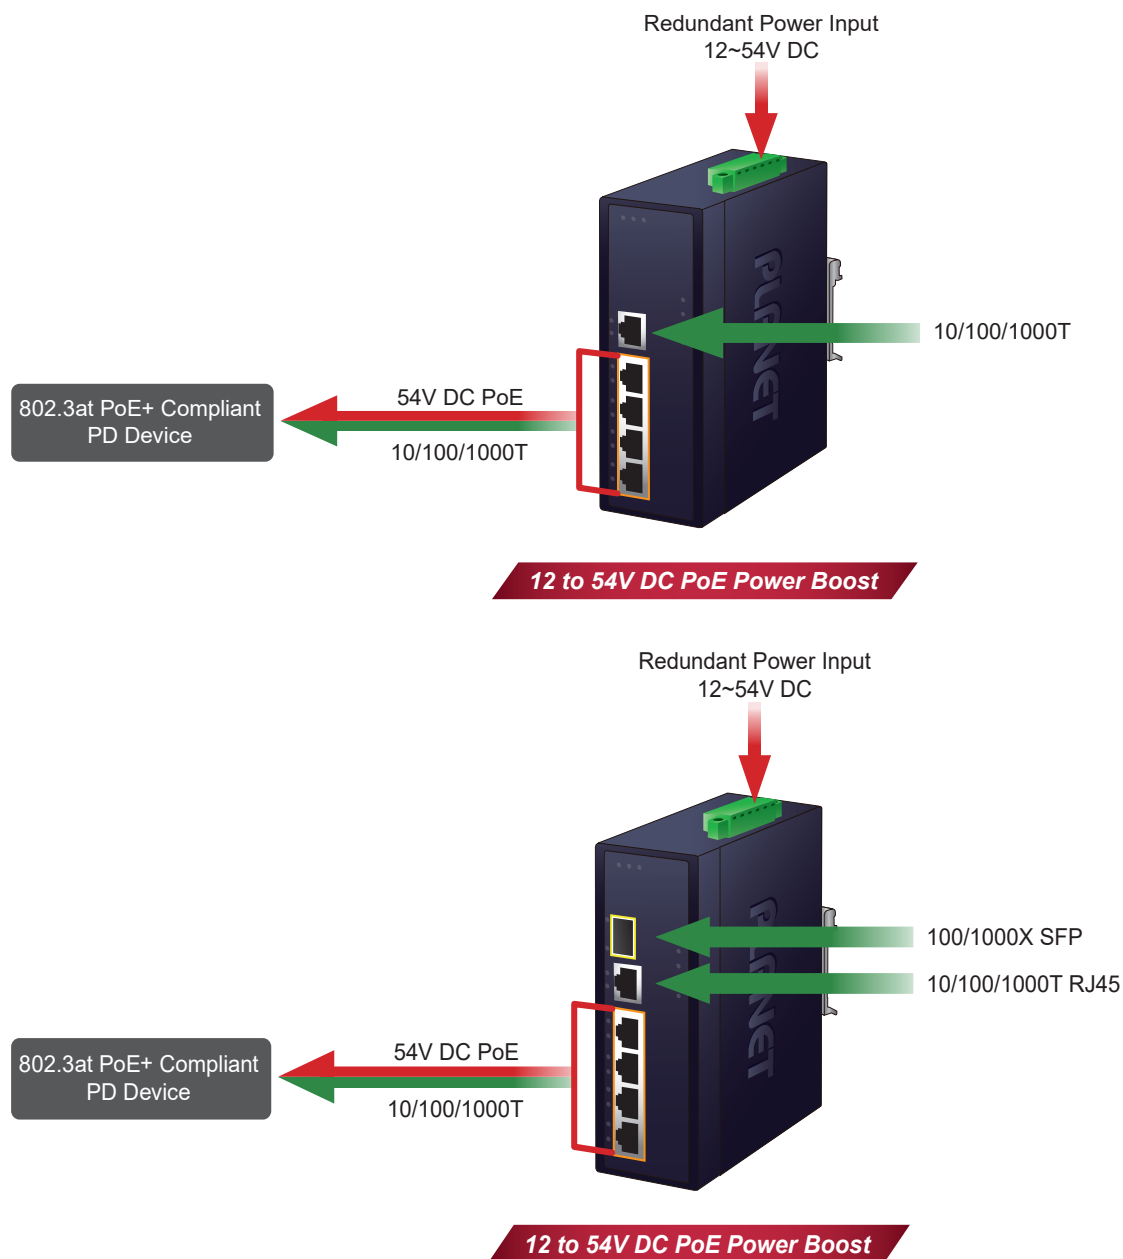 Redundant Power Input
12~54V DC
PLANET
10/100/1000T
54V DC PoE
802.3at PoE+ Compliant
PD Device
10/100/1000T
12 to 54V DC PoE Power Boost
Redundant Power Input
12~54V DC
PLANET
100/1000X SFP
10/100/1000T RJ45
54V DC PoE
802.3at PoE+ Compliant
PD Device
10/100/1000T
12 to 54V DC PoE Power Boost